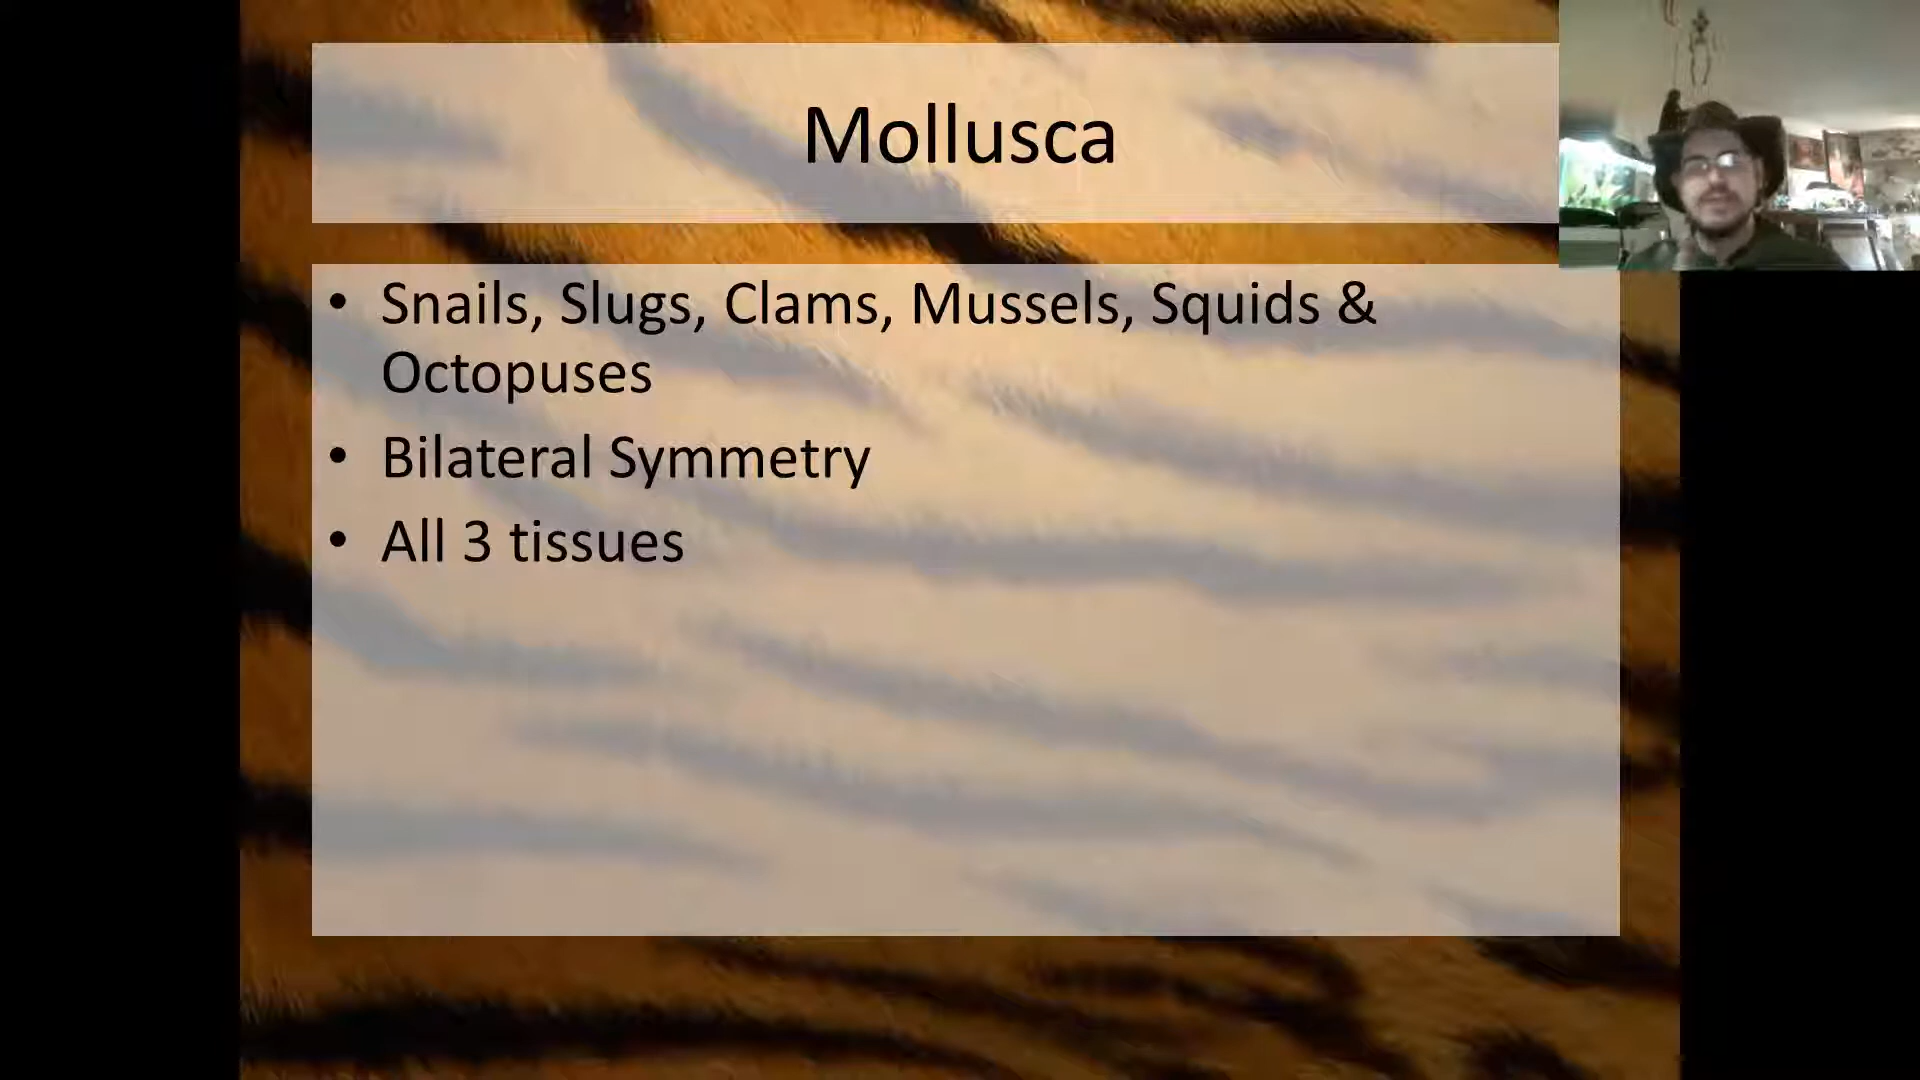 Mollusca
• Snails, Slugs, Clams, Mussels, Squids &
Octopuses
• Bilateral Symmetry
• All 3 tissues